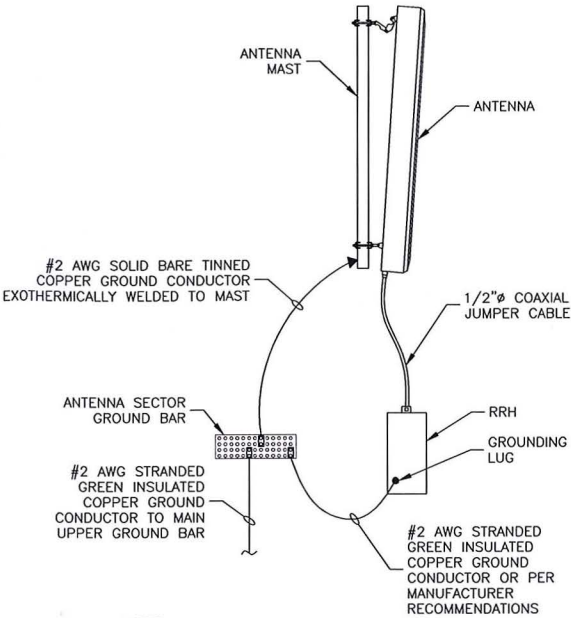 ANTENNA
MAST
ANTENNA
#2 AWG SOLID BARE TINNED
COPPER GROUND CONDUCTOR
EXOTHERMICALLY WELDED TO MAST
1/2"ø COAXIAL
JUMPER CABLE
ANTENNA SECTOR
GROUND BAR
RRH
GROUNDING
LUG
#2 AWG STRANDED
GREEN INSULATED
COPPER GROUND
CONDUCTOR TO MAIN
UPPER GROUND BAR
#2 AWG STRANDED
GREEN INSULATED
COPPER GROUND
CONDUCTOR OR PER
MANUFACTURER
RECOMMENDATIONS